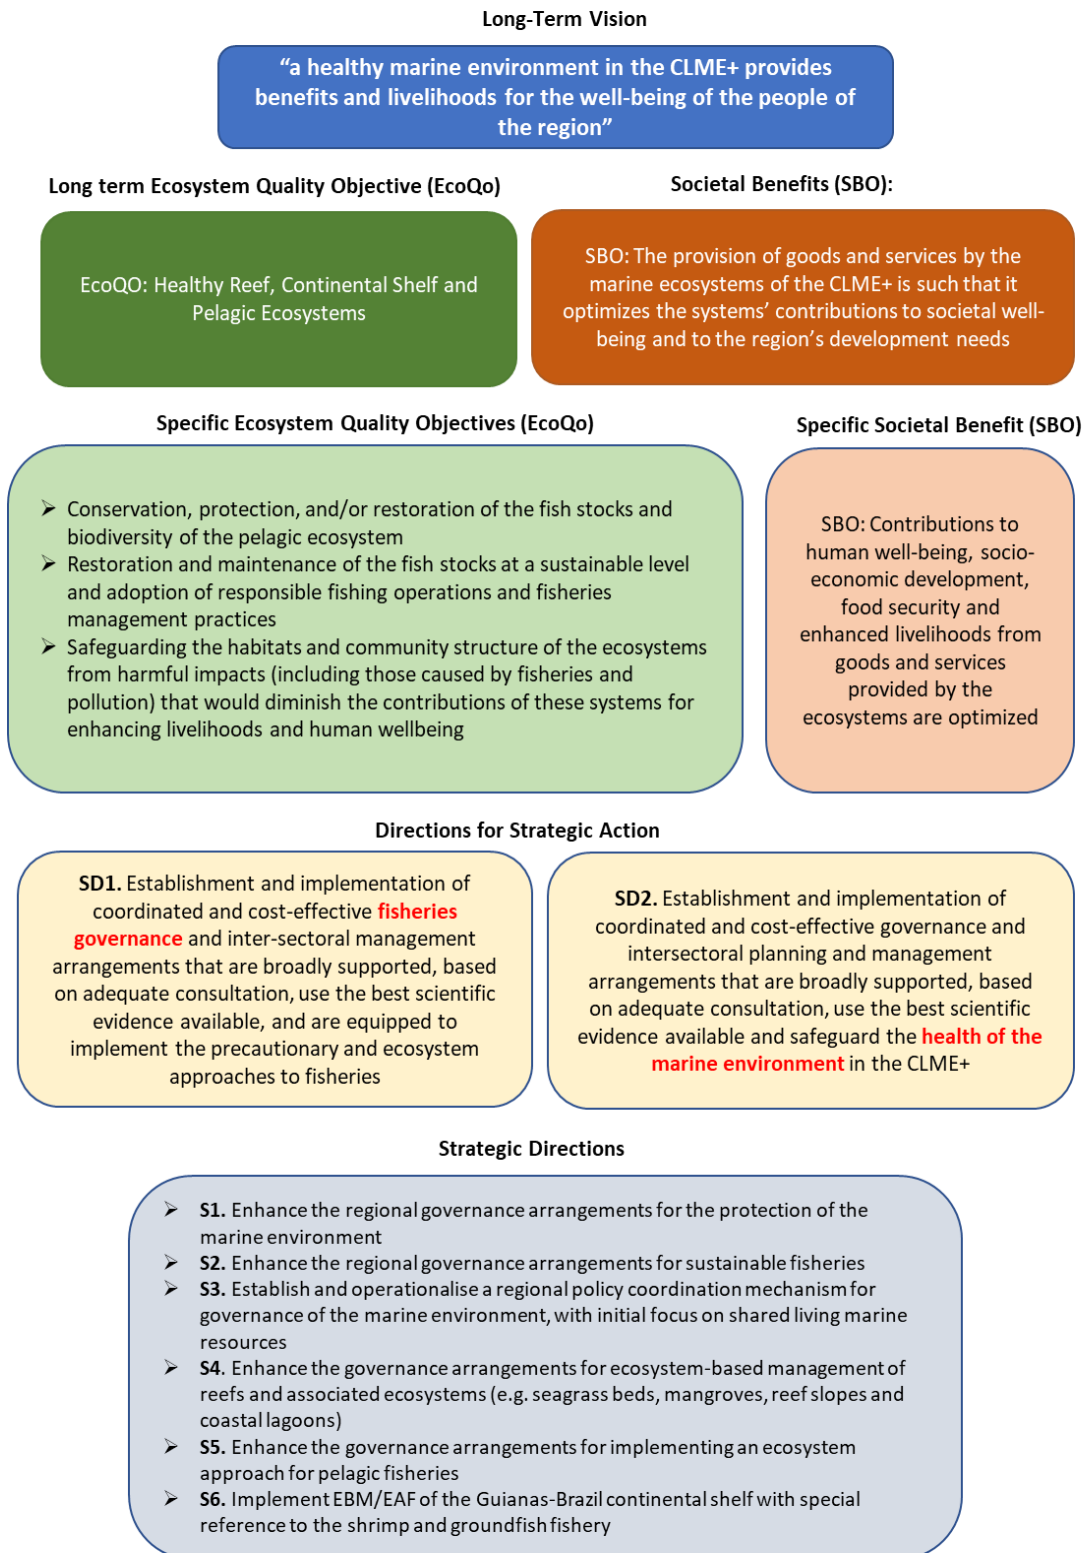 Long-Term Vision
“a healthy marine environment in the CLME+ provides
benefits and livelihoods for the well-being of the people of
the region”
Long term Ecosystem Quality Objective (EcoQo)
Societal Benefits (SBO):
EcoQO: Healthy Reef, Continental Shelf and
Pelagic Ecosystems
SBO: The provision of goods and services by the
marine ecosystems of the CLME+ is such that it
optimizes the systems’ contributions to societal well-
being and to the region’s development needs
Specific Ecosystem Quality Objectives (EcoQo)
Specific Societal Benefit (SBO)
➢ Conservation, protection, and/or restoration of the fish stocks and
biodiversity of the pelagic ecosystem
➢ Restoration and maintenance of the fish stocks at a sustainable level
and adoption of responsible fishing operations and fisheries
management practices
➢ Safeguarding the habitats and community structure of the ecosystems
from harmful impacts (including those caused by fisheries and
pollution) that would diminish the contributions of these systems for
enhancing livelihoods and human wellbeing
SBO: Contributions to
human well-being, socio-
economic development,
food security and
enhanced livelihoods from
goods and services
provided by the
ecosystems are optimized
Directions for Strategic Action
SD1. Establishment and implementation of
coordinated and cost-effective fisheries
governance and inter-sectoral management
arrangements that are broadly supported, based
on adequate consultation, use the best scientific
evidence available, and are equipped to
implement the precautionary and ecosystem
approaches to fisheries
SD2. Establishment and implementation of
coordinated and cost-effective governance and
intersectoral planning and management
arrangements that are broadly supported, based
on adequate consultation, use the best scientific
evidence available and safeguard the health of the
marine environment in the CLME+
Strategic Directions
➢ S1. Enhance the regional governance arrangements for the protection of the
marine environment
➢ S2. Enhance the regional governance arrangements for sustainable fisheries
➢ S3. Establish and operationalise a regional policy coordination mechanism for
governance of the marine environment, with initial focus on shared living marine
resources
➢ S4. Enhance the governance arrangements for ecosystem-based management of
reefs and associated ecosystems (e.g. seagrass beds, mangroves, reef slopes and
coastal lagoons)
➢ S5. Enhance the governance arrangements for implementing an ecosystem
approach for pelagic fisheries
➢ S6. Implement EBM/EAF of the Guianas-Brazil continental shelf with special
reference to the shrimp and groundfish fishery